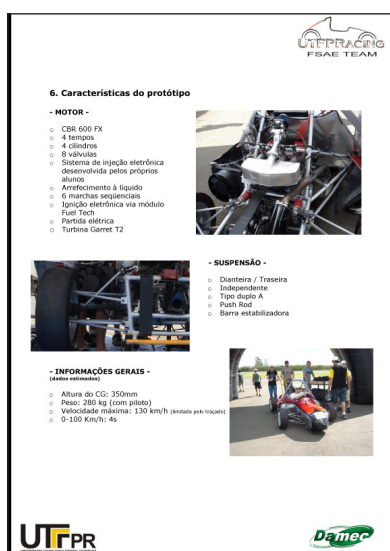 UTFPRACING
FSAE TEAM
6. Características do protótipo
- MOTOR -
○ CBR 600 FX
○ 4 tempos
○ 4 cilindros
○ 8 válvulas
○ Sistema de injeção eletrônica
desenvolvida pelos próprios
alunos
○ Arrefecimento à líquido
○ 6 marchas seqüenciais
○ Ignição eletrônica via módulo
Fuel Tech
○ Partida elétrica
○ Turbina Garret T2
- SUSPENSÃO -
○ Dianteira / Traseira
○ Independente
○ Tipo duplo A
○ Push Rod
○ Barra estabilizadora
- INFORMAÇÕES GERAIS -
(dados estimados)
○ Altura do CG: 350mm
○ Peso: 280 kg (com piloto)
○ Velocidade máxima: 130 km/h (limitada pelo traçado)
○ 0-100 Km/h: 4s
UTFPR
Damec